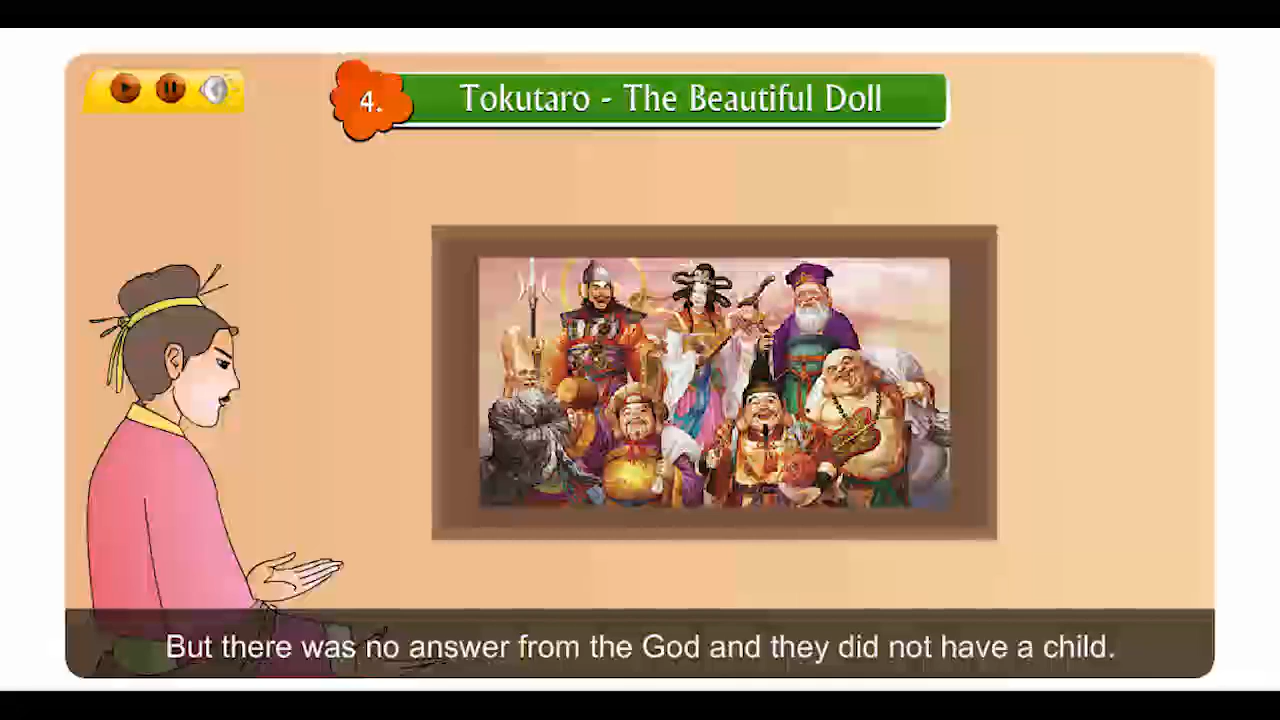 4.
Tokutaro - The Beautiful Doll
But there was no answer from the God and they did not have a child.